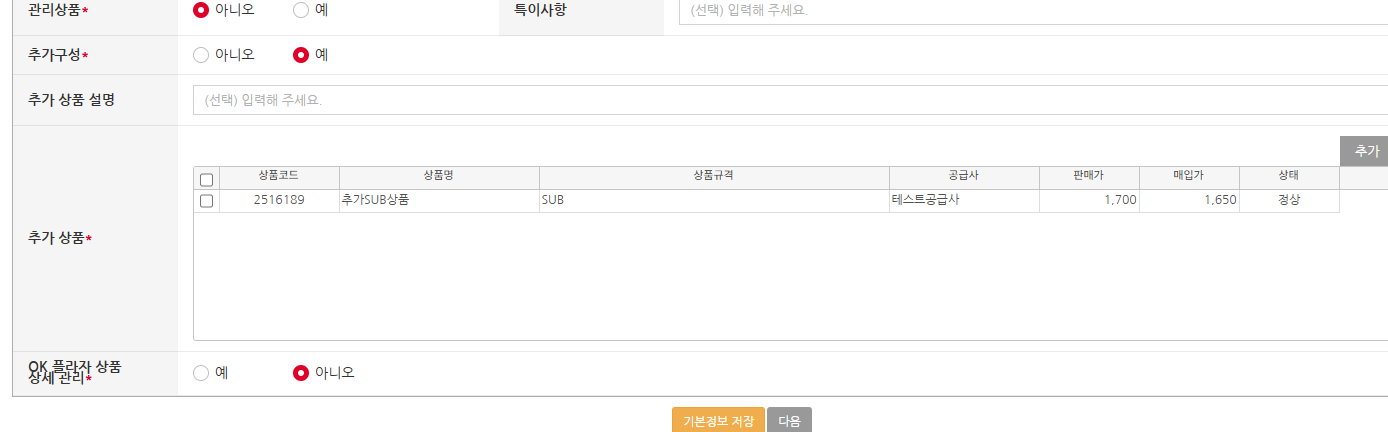 관리상품* 아니오 예 특이사항 (선택) 입력해 주세요.
추가구성* 아니오 예
추가 상품 설명 (선택) 입력해 주세요.
추가
상품코드 상품명 상품규격 공급사 판매가 매입가 상태
2516189 추가SUB상품 SUB 테스트공급사 1,700 1,650 정상
추가 상품*
OK 플라자 상품
상세 관리* 예 아니오
기본정보 저장 다음